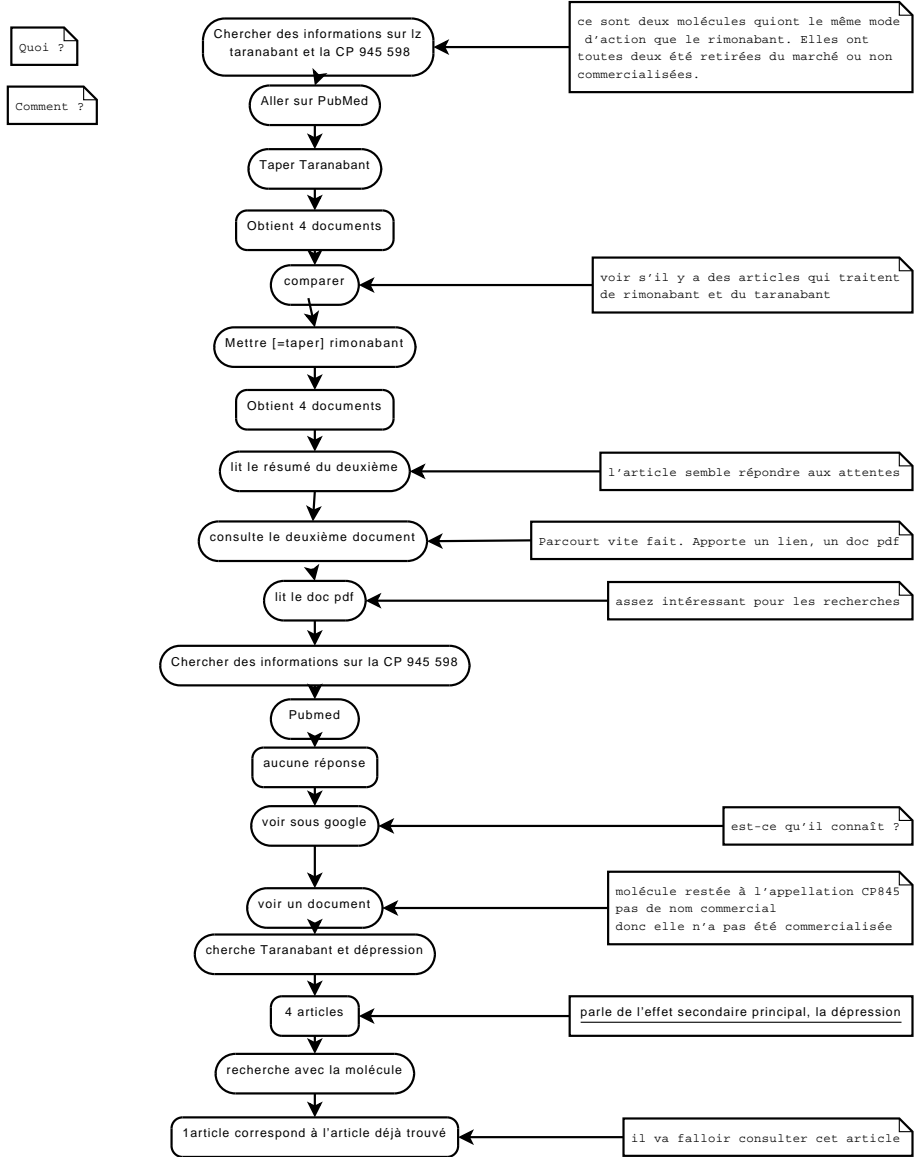 Quoi ?
Comment ?
Chercher des informations sur lz
taranabant et la CP 945 598
ce sont deux molécules quiont le même mode
d'action que le rimonabant. Elles ont
toutes deux été retirées du marché ou non
commercialisées.
Aller sur PubMed
Taper Taranabant
Obtient 4 documents
comparer
voir s'il y a des articles qui traitent
de rimonabant et du taranabant
Mettre [=taper] rimonabant
Obtient 4 documents
lit le résumé du deuxième
l'article semble répondre aux attentes
consulte le deuxième document
Parcourt vite fait. Apporte un lien, un doc pdf
lit le doc pdf
assez intéressant pour les recherches
Chercher des informations sur la CP 945 598
Pubmed
aucune réponse
voir sous google
est-ce qu'il connaît ?
voir un document
molécule restée à l'appellation CP845
pas de nom commercial
donc elle n'a pas été commercialisée
cherche Taranabant et dépression
4 articles
parle de l'effet secondaire principal, la dépression
recherche avec la molécule
1article correspond à l'article déjà trouvé
il va falloir consulter cet article